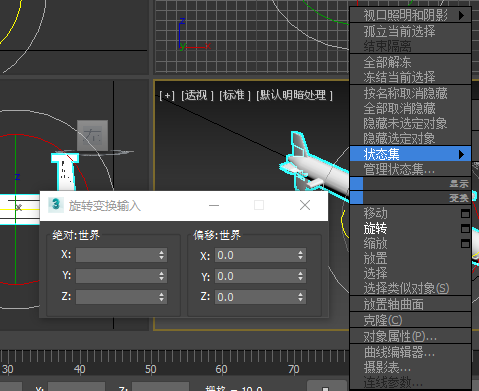 视口照明和阴影
孤立当前选择
结束隔离
全部解冻
冻结当前选择
按名称取消隐藏
全部取消隐藏
隐藏未选定对象
隐藏选定对象
状态集
管理状态集...
显示
变换
移动
旋转
缩放
放置
选择
选择类似对象(S)
放置轴曲面
克隆(C)
对象属性(P)...
曲线编辑器...
摄影表...
连线参数...
z
y
x
[+] [透视] [标准] [默认明暗处理]
右
z
x
3 旋转变换输入
绝对:世界
X:
Y:
Z:
偏移:世界
X: 0.0
Y: 0.0
Z: 0.0
30 40 50 60 70
Y: Z: 栅格 = 10.0